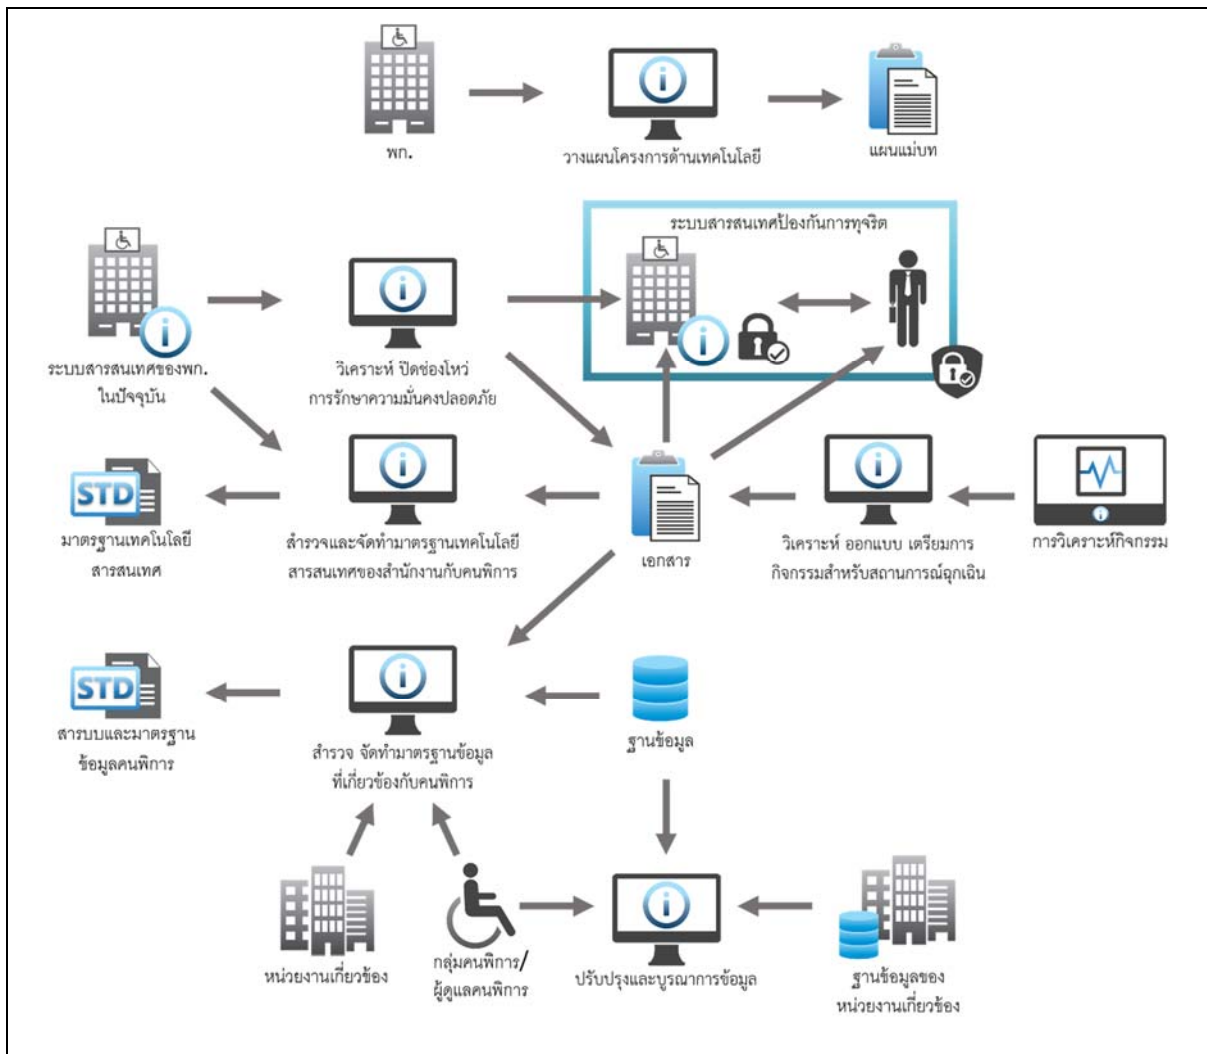 พก.
วางแผนโครงการด้านเทคโนโลยี
แผนแม่บท
ระบบสารสนเทศป้องกันการทุจริต
ระบบสารสนเทศของพก.
ในปัจจุบัน
วิเคราะห์ ปิดช่องโหว่
การรักษาความมั่นคงปลอดภัย
STD
มาตรฐานเทคโนโลยี
สารสนเทศ
สำรวจและจัดทำมาตรฐานเทคโนโลยี
สารสนเทศของสำนักงานกับคนพิการ
เอกสาร
วิเคราะห์ ออกแบบ เตรียมการ
กิจกรรมสำหรับสถานการณ์ฉุกเฉิน
การวิเคราะห์กิจกรรม
STD
สารบบและมาตรฐาน
ข้อมูลคนพิการ
สำรวจ จัดทำมาตรฐานข้อมูล
ที่เกี่ยวข้องกับคนพิการ
ฐานข้อมูล
หน่วยงานเกี่ยวข้อง
กลุ่มคนพิการ/
ผู้ดูแลคนพิการ
ปรับปรุงและบูรณาการข้อมูล
ฐานข้อมูลของ
หน่วยงานเกี่ยวข้อง